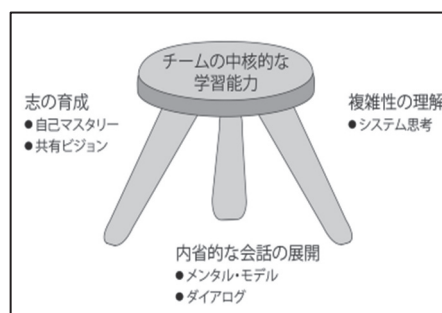 チームの中核的な
学習能力
志の育成
●自己マスタリー
●共有ビジョン
複雑性の理解
●システム思考
内省的な会話の展開
●メンタル・モデル
●ダイアログ